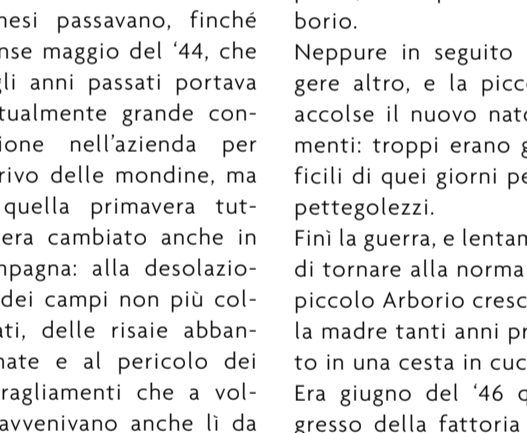 nesi passavano, finché
nse maggio del ‘44, che
gli anni passati portava
tualmente grande con-
ione nell’azienda per
rivo delle mondine, ma
quella primavera tut-
era cambiato anche in
mpagna: alla desolazio-
dei campi non più col-
ati, delle risaie abban-
nate e al pericolo dei
ragliamenti che a vol-
avvenivano anche lì da
borio.
Neppure in seguito
gere altro, e la picc
accolse il nuovo nato
menti: troppi erano g
ficili di quei giorni pe
pettegolezzi.
Finì la guerra, e lentam
di tornare alla norma
piccolo Arborio cresc
la madre tanti anni pr
to in una cesta in cuc
Era giugno del ‘46 q
gresso della fattoria